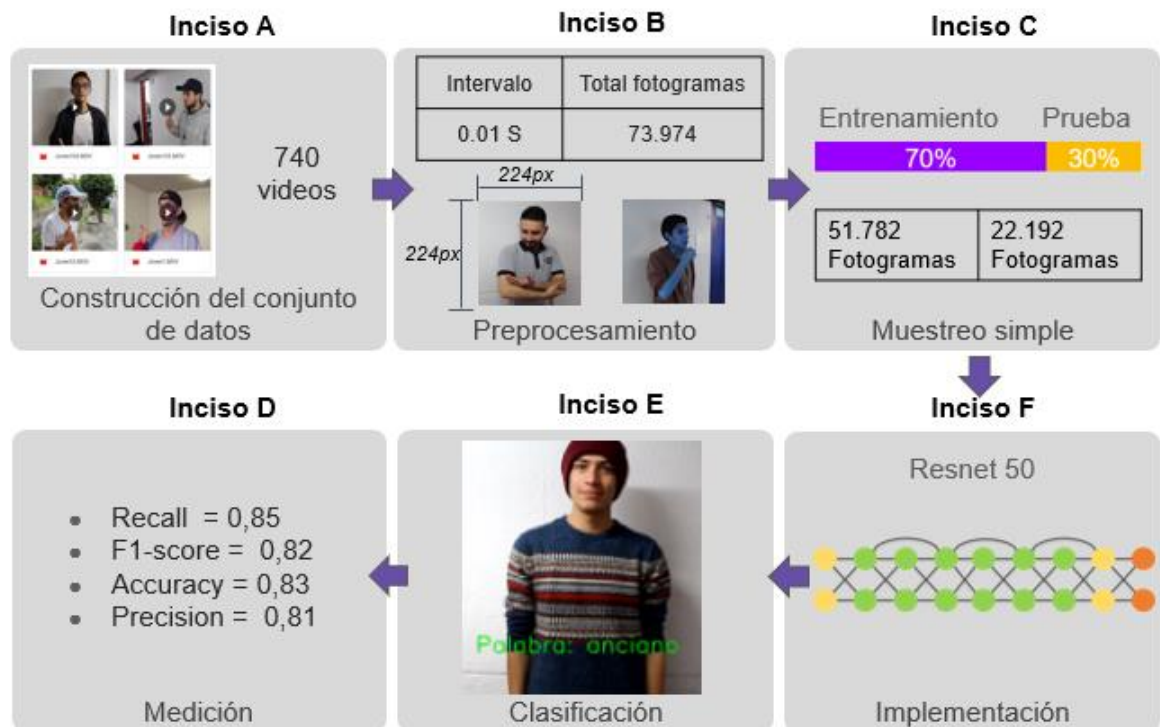 Inciso A
Inciso B
Inciso C
740
videos
Construcción del conjunto
de datos
Intervalo
Total fotogramas
0.01 S
73.974
224px
224px
Preprocesamiento
Entrenamiento
Prueba
70%
30%
51.782
Fotogramas
22.192
Fotogramas
Muestreo simple
Inciso D
Inciso E
Inciso F
Recall = 0,85
F1-score = 0,82
Accuracy = 0,83
Precision = 0,81
Medición
Palabra: anciano
Clasificación
Resnet 50
Implementación